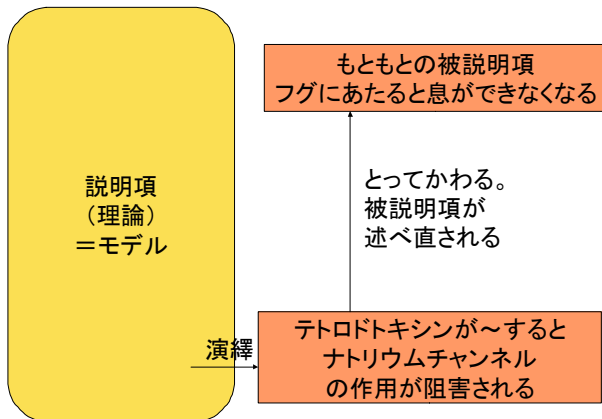 もともとの被説明項
フグにあたると息ができなくなる
説明項
（理論）
＝モデル
とってかわる。
被説明項が
述べ直される
演繹
テトロドトキシンが～すると
ナトリウムチャンネル
の作用が阻害される